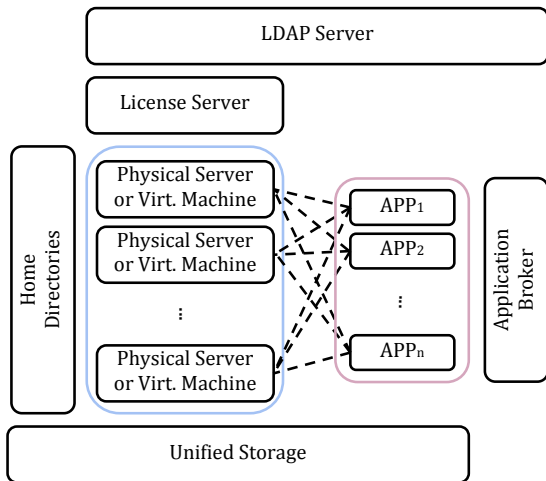 LDAP Server
License Server
Home
Directories
Physical Server
or Virt. Machine
Physical Server
or Virt. Machine
...
Physical Server
or Virt. Machine
APP1
APP2
...
APPn
Application
Broker
Unified Storage